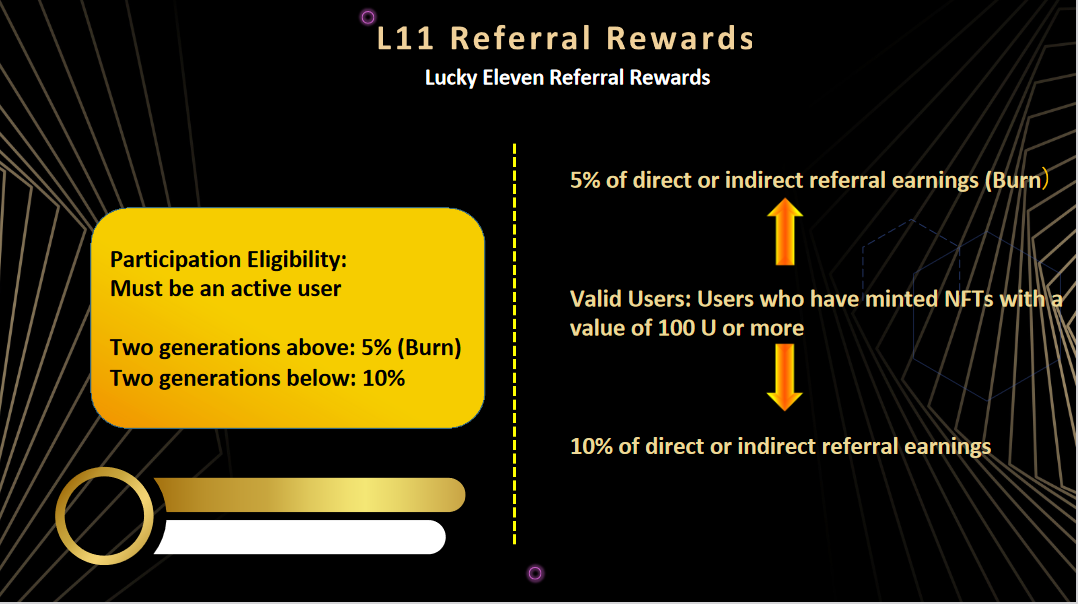 L11 Referral Rewards
Lucky Eleven Referral Rewards
Participation Eligibility:
Must be an active user
Two generations above: 5% (Burn)
Two generations below: 10%
5% of direct or indirect referral earnings (Burn）
Valid Users: Users who have minted NFTs with a
value of 100 U or more
10% of direct or indirect referral earnings